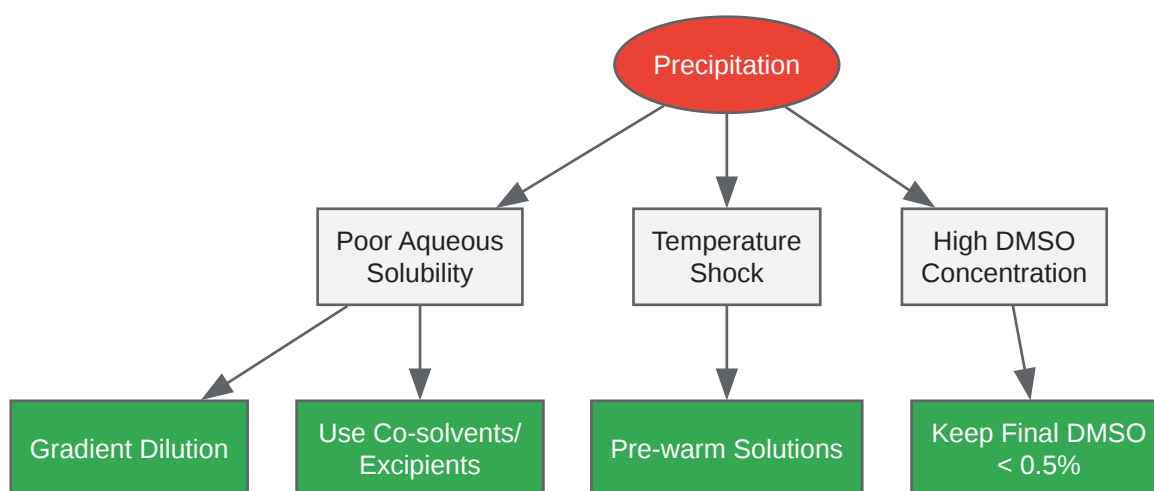 Precipitation
Poor Aqueous
Solubility
Temperature
Shock
High DMSO
Concentration
Gradient Dilution
Use Co-solvents/
Excipients
Pre-warm Solutions
Keep Final DMSO
< 0.5%